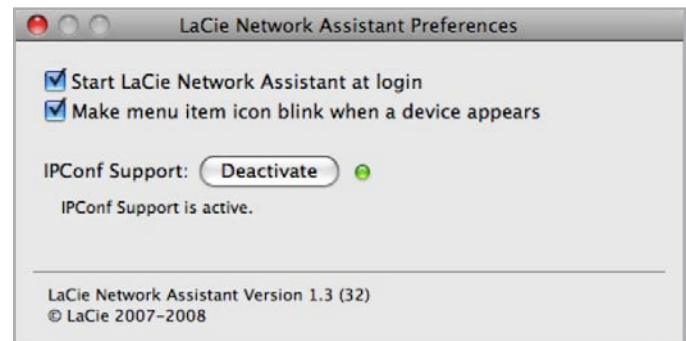 LaCie Network Assistant Preferences
Start LaCie Network Assistant at login
Make menu item icon blink when a device appears
IPConf Support: Deactivate
IPConf Support is active.
LaCie Network Assistant Version 1.3 (32)
© LaCie 2007-2008